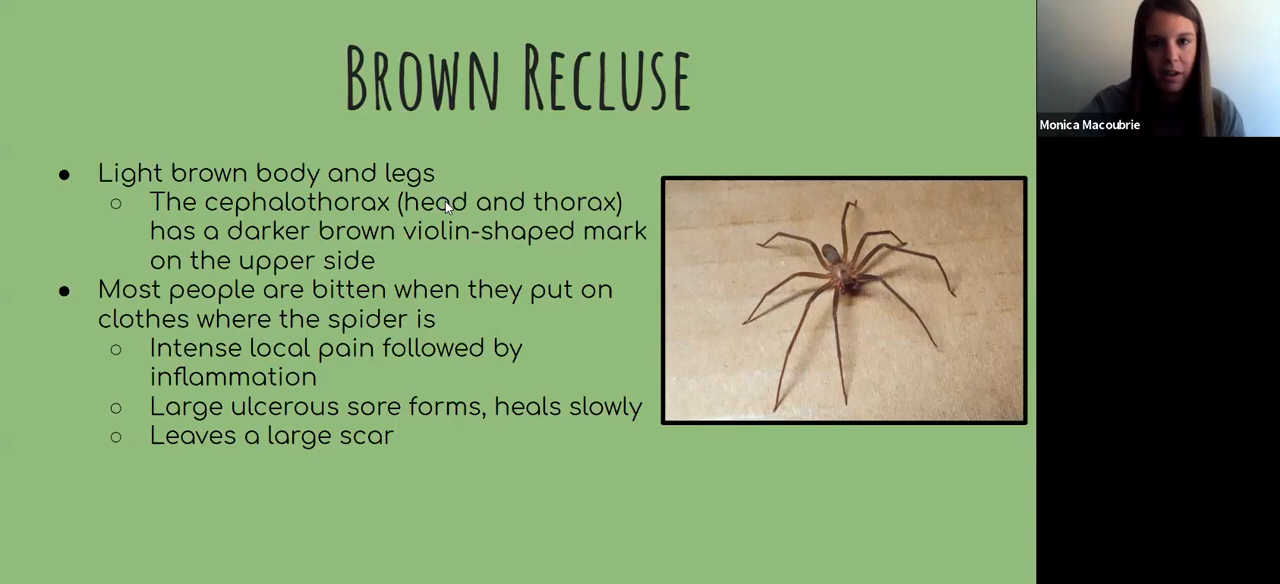 Brown Recluse
● Light brown body and legs
○ The cephalothorax (head and thorax)
has a darker brown violin-shaped mark
on the upper side
● Most people are bitten when they put on
clothes where the spider is
○ Intense local pain followed by
inflammation
○ Large ulcerous sore forms, heals slowly
○ Leaves a large scar
Monica Macoubrie